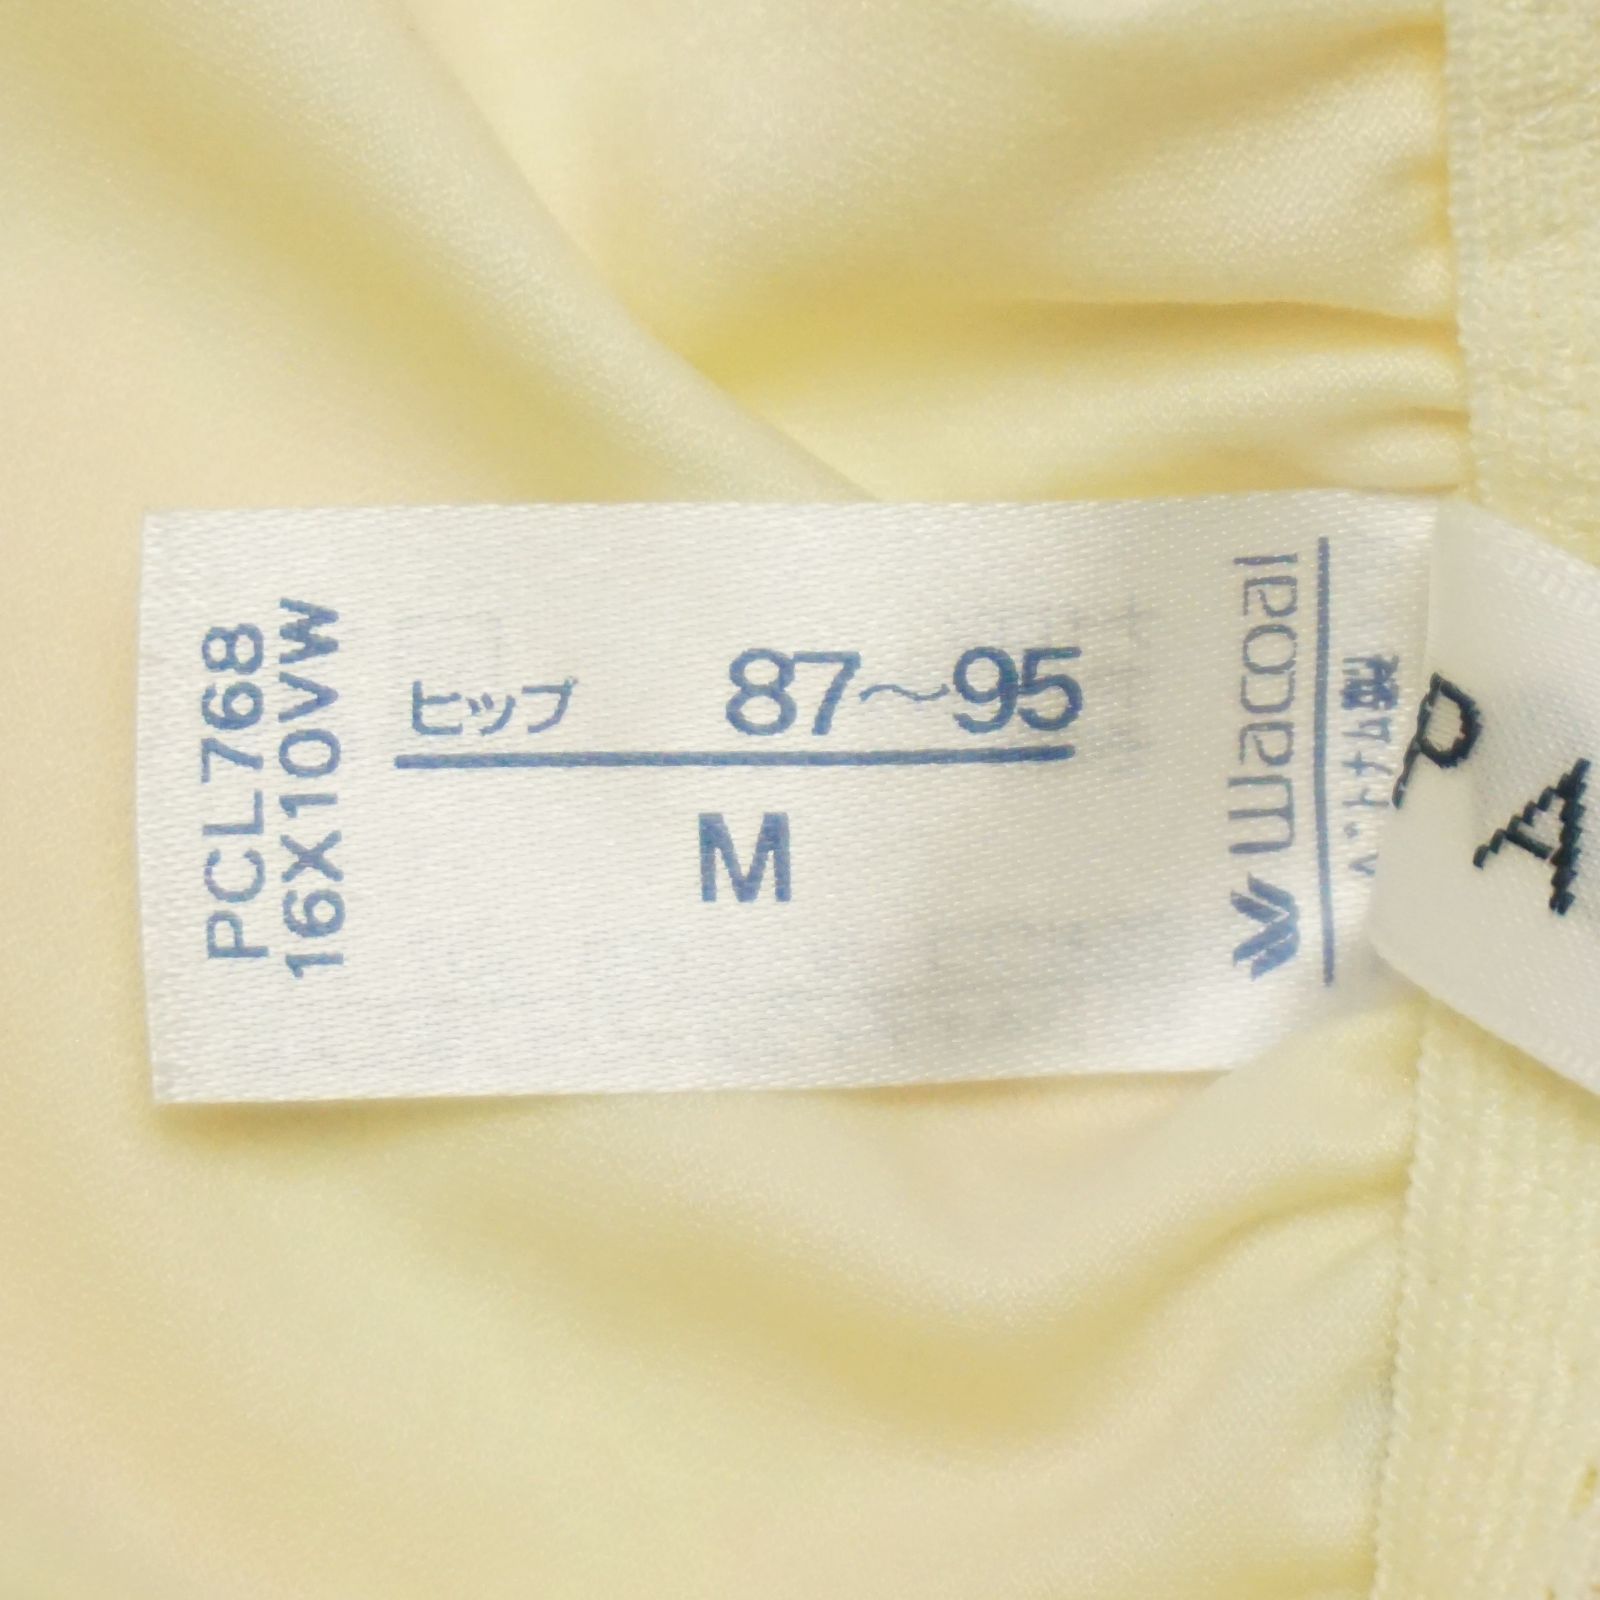 ヒップ 87～95
M
PCL768
16X10VW
wacoal
ベトナム製
PA